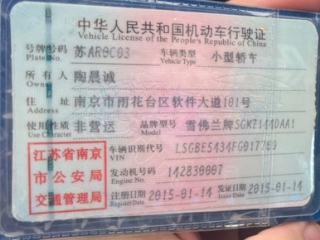 中华人民共和国机动车行驶证
Vehicle License of the People's Republic of China
号牌号码 苏AR0C03 车辆类型 小型轿车
Plate No. Vehicle Type
所有人 陶晨诚
Owner
住址 南京市雨花台区软件大道101号
Address
使用性质 非营运 品牌型号 雪佛兰牌SGM7144DAA1
Use Character Model
江苏省南京
市公安局
交通管理局
车辆识别代号
VIN
发动机号码 142830007
Engine No.
注册日期 2015-01-14 发证日期 2015-01-14
Register Date Issue Date